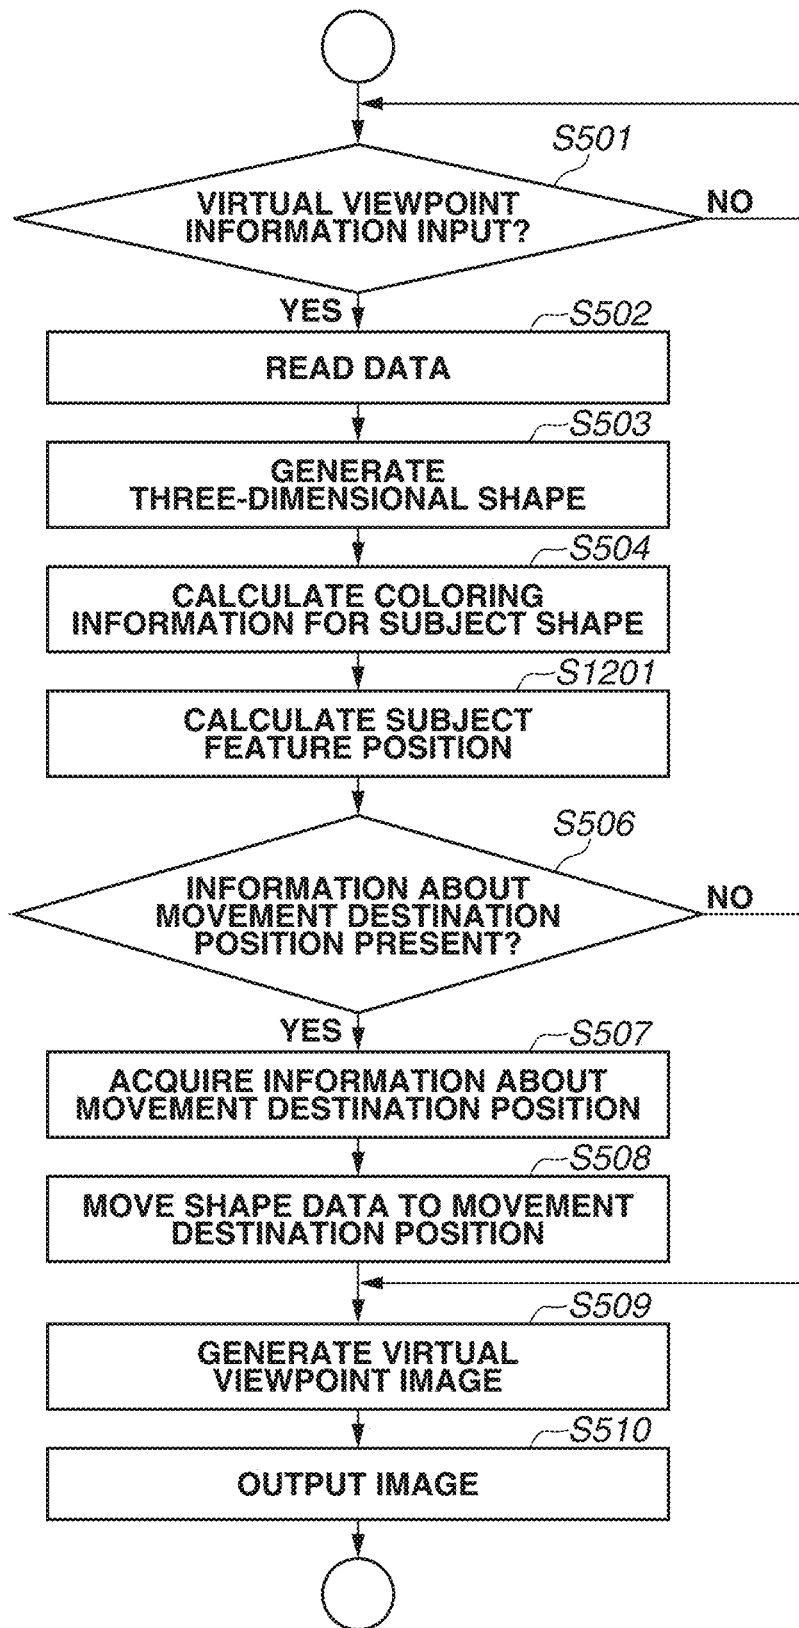 S501
VIRTUAL VIEWPOINT
INFORMATION INPUT?
NO
YES
S502
READ DATA
S503
GENERATE
THREE-DIMENSIONAL SHAPE
S504
CALCULATE COLORING
INFORMATION FOR SUBJECT SHAPE
S1201
CALCULATE SUBJECT
FEATURE POSITION
S506
INFORMATION ABOUT
MOVEMENT DESTINATION
POSITION PRESENT?
NO
YES
S507
ACQUIRE INFORMATION ABOUT
MOVEMENT DESTINATION POSITION
S508
MOVE SHAPE DATA TO MOVEMENT
DESTINATION POSITION
S509
GENERATE VIRTUAL
VIEWPOINT IMAGE
S510
OUTPUT IMAGE